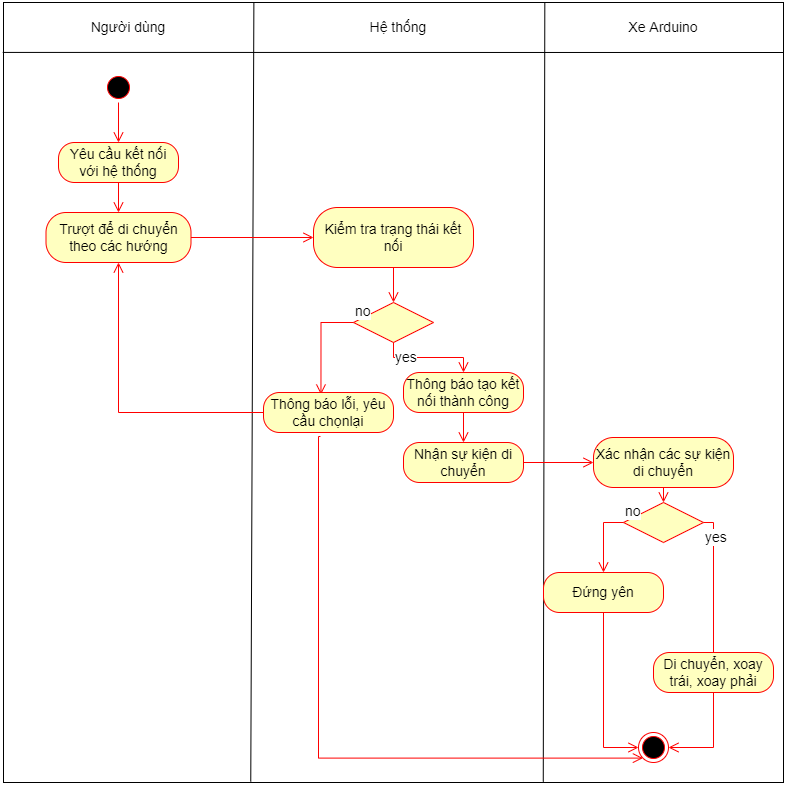 Người dùng
Hệ thống
Xe Arduino
Yêu cầu kết nối
với hệ thống
Trượt để di chuyển
theo các hướng
Kiểm tra trạng thái kết
nối
no
yes
Thông báo lỗi, yêu
cầu chọnlại
Thông báo tạo kết
nối thành công
Nhận sự kiện di
chuyển
Xác nhận các sự kiện
di chuyển
no
yes
Đứng yên
Di chuyển, xoay
trái, xoay phải